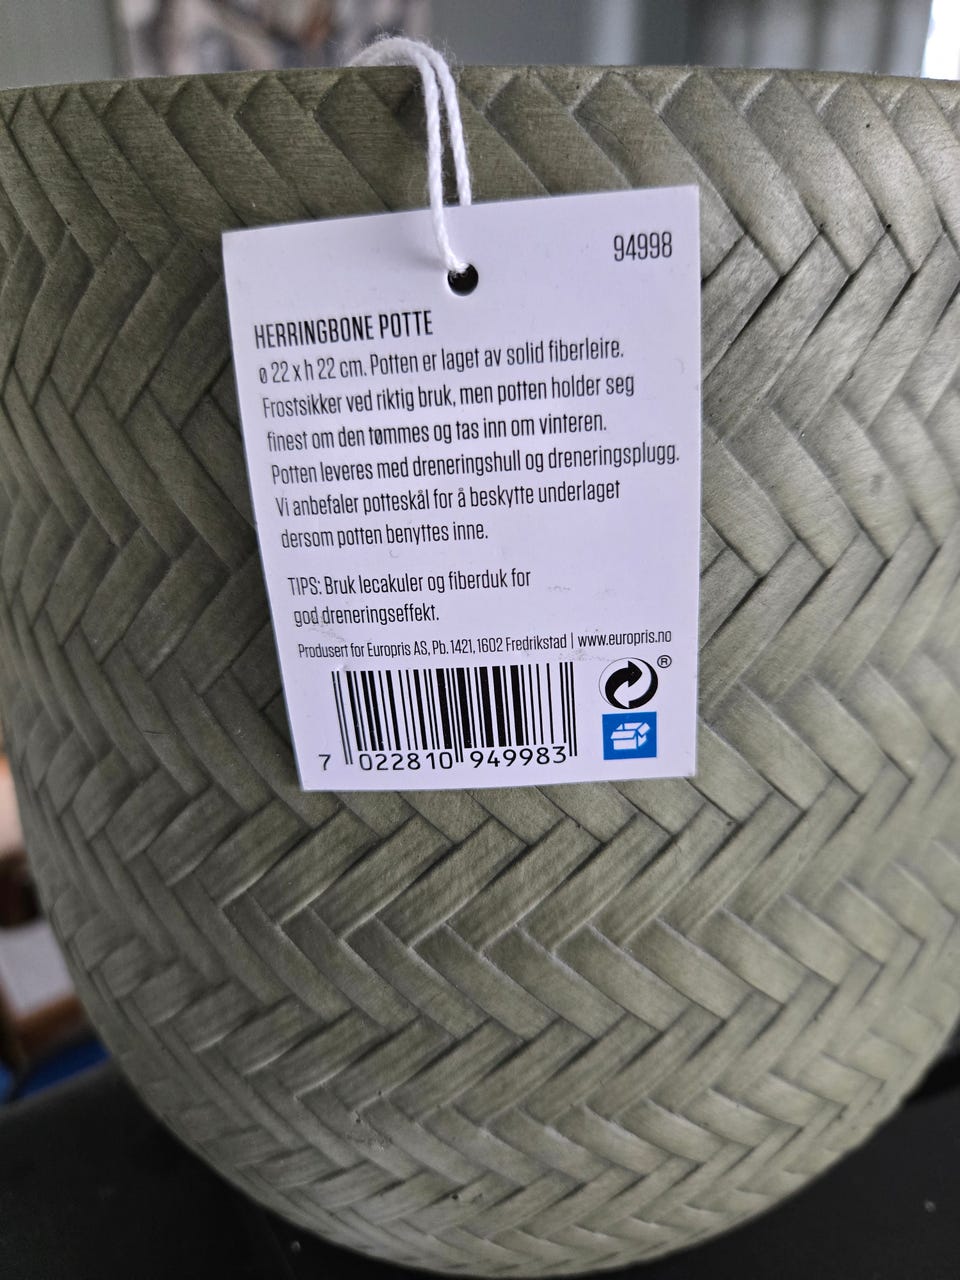 94998
HERRINGBONE POTTE
ø 22 x h 22 cm. Potten er laget av solid fiberleire.
Frostsikker ved riktig bruk, men potten holder seg
finest om den tømmes og tas inn om vinteren.
Potten leveres med dreneringshull og dreneringsplugg.
Vi anbefaler potteskål for å beskytte underlaget
dersom potten benyttes inne.
TIPS: Bruk lecakuler og fiberduk for
god dreneringseffekt.
Produsert for Europris AS, Pb. 1421, 1602 Fredrikstad | www.europris.no
®
7 022810 949983